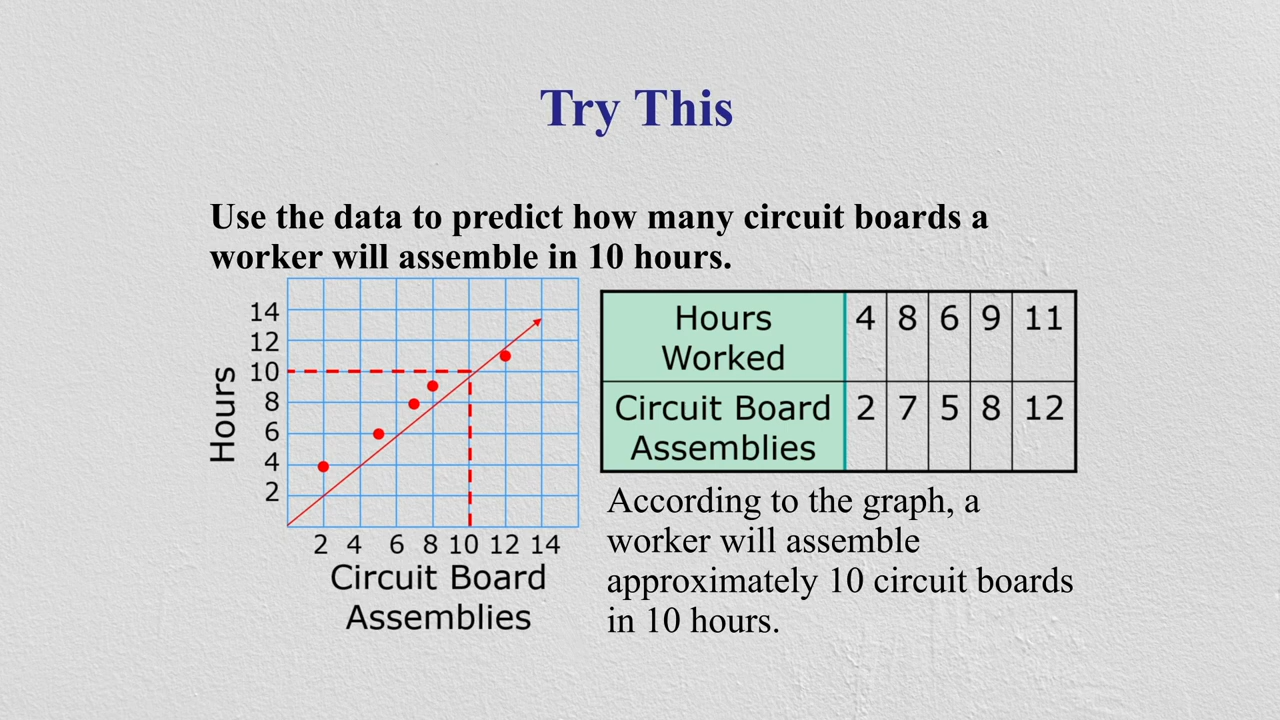 Try This
Use the data to predict how many circuit boards a
worker will assemble in 10 hours.
14
12
10
8
6
4
2
Hours
2 4 6 8 10 12 14
Circuit Board
Assemblies
Hours
Worked
4 8 6 9 11
Circuit Board
Assemblies
2 7 5 8 12
According to the graph, a
worker will assemble
approximately 10 circuit boards
in 10 hours.